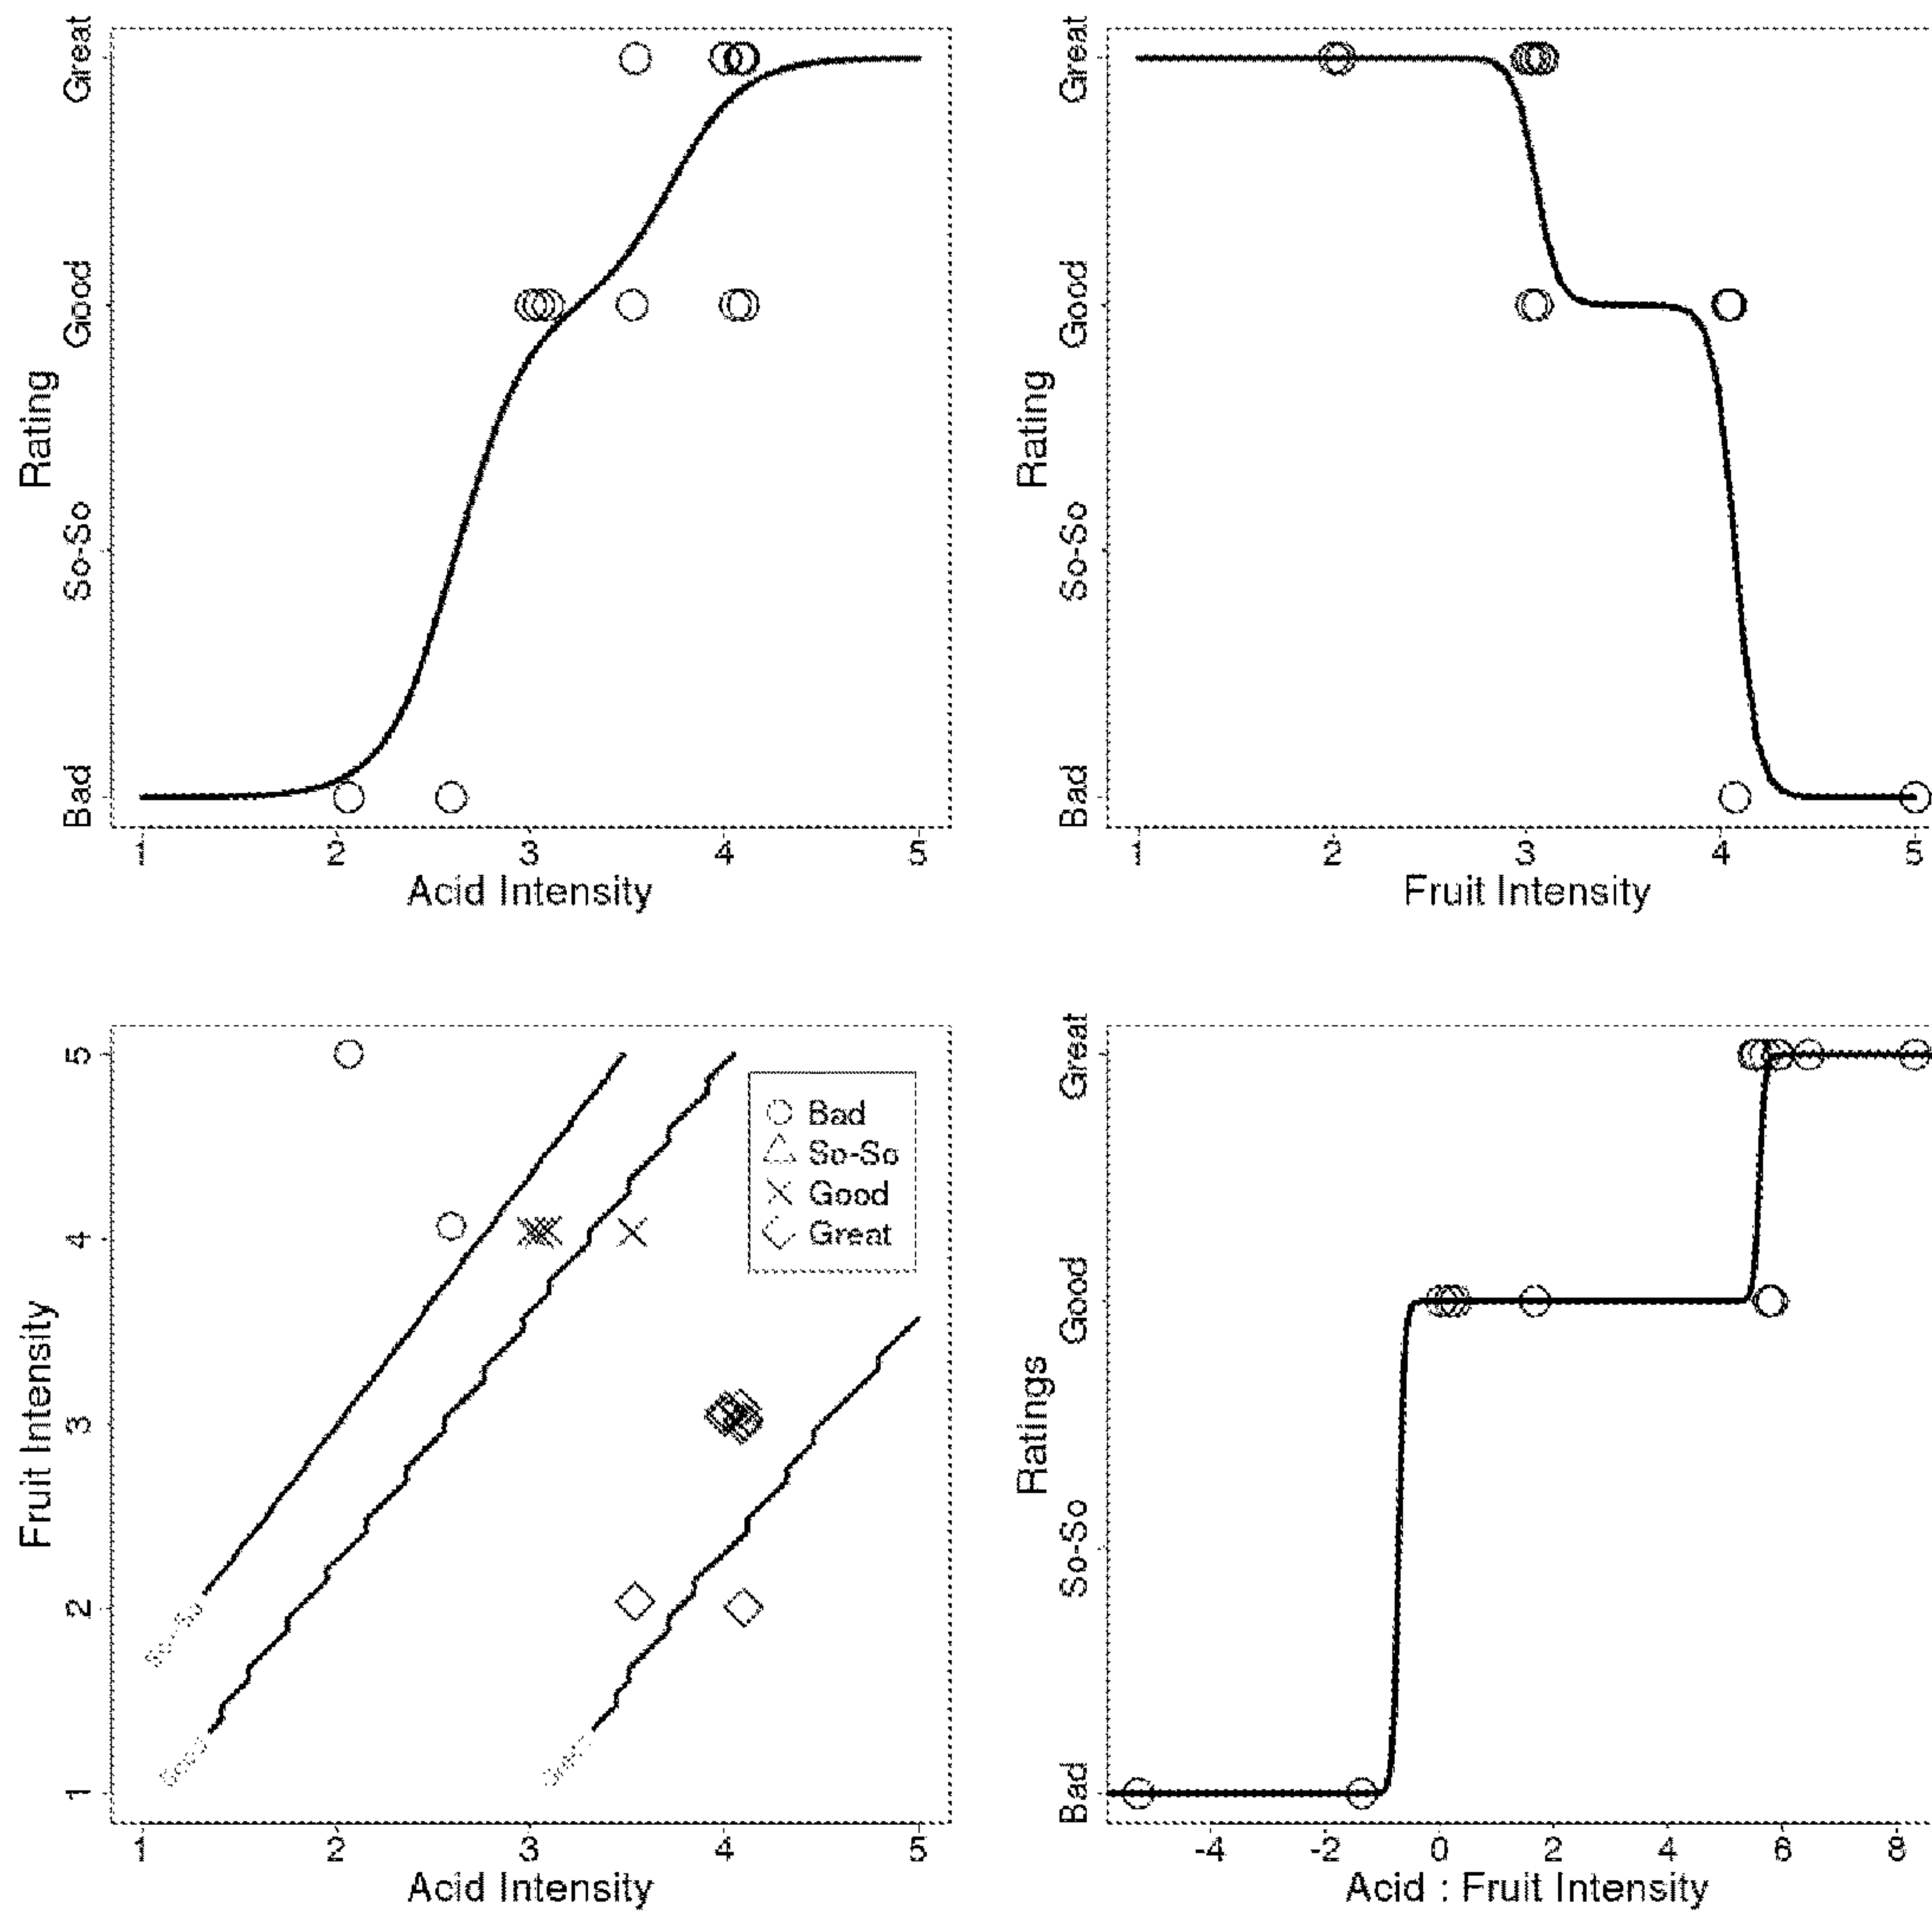 Great
Good
So-So
Bad
Rating
1 2 3 4 5
Acid Intensity
Great
Good
So-So
Bad
Rating
1 2 3 4 5
Fruit Intensity
5
4
3
2
1
Fruit Intensity
Bad
So-So
Good
Great
So-So
Good
1 2 3 4 5
Acid Intensity
Great
Good
So-So
Bad
Ratings
-4 -2 0 2 4 6 8
Acid : Fruit Intensity